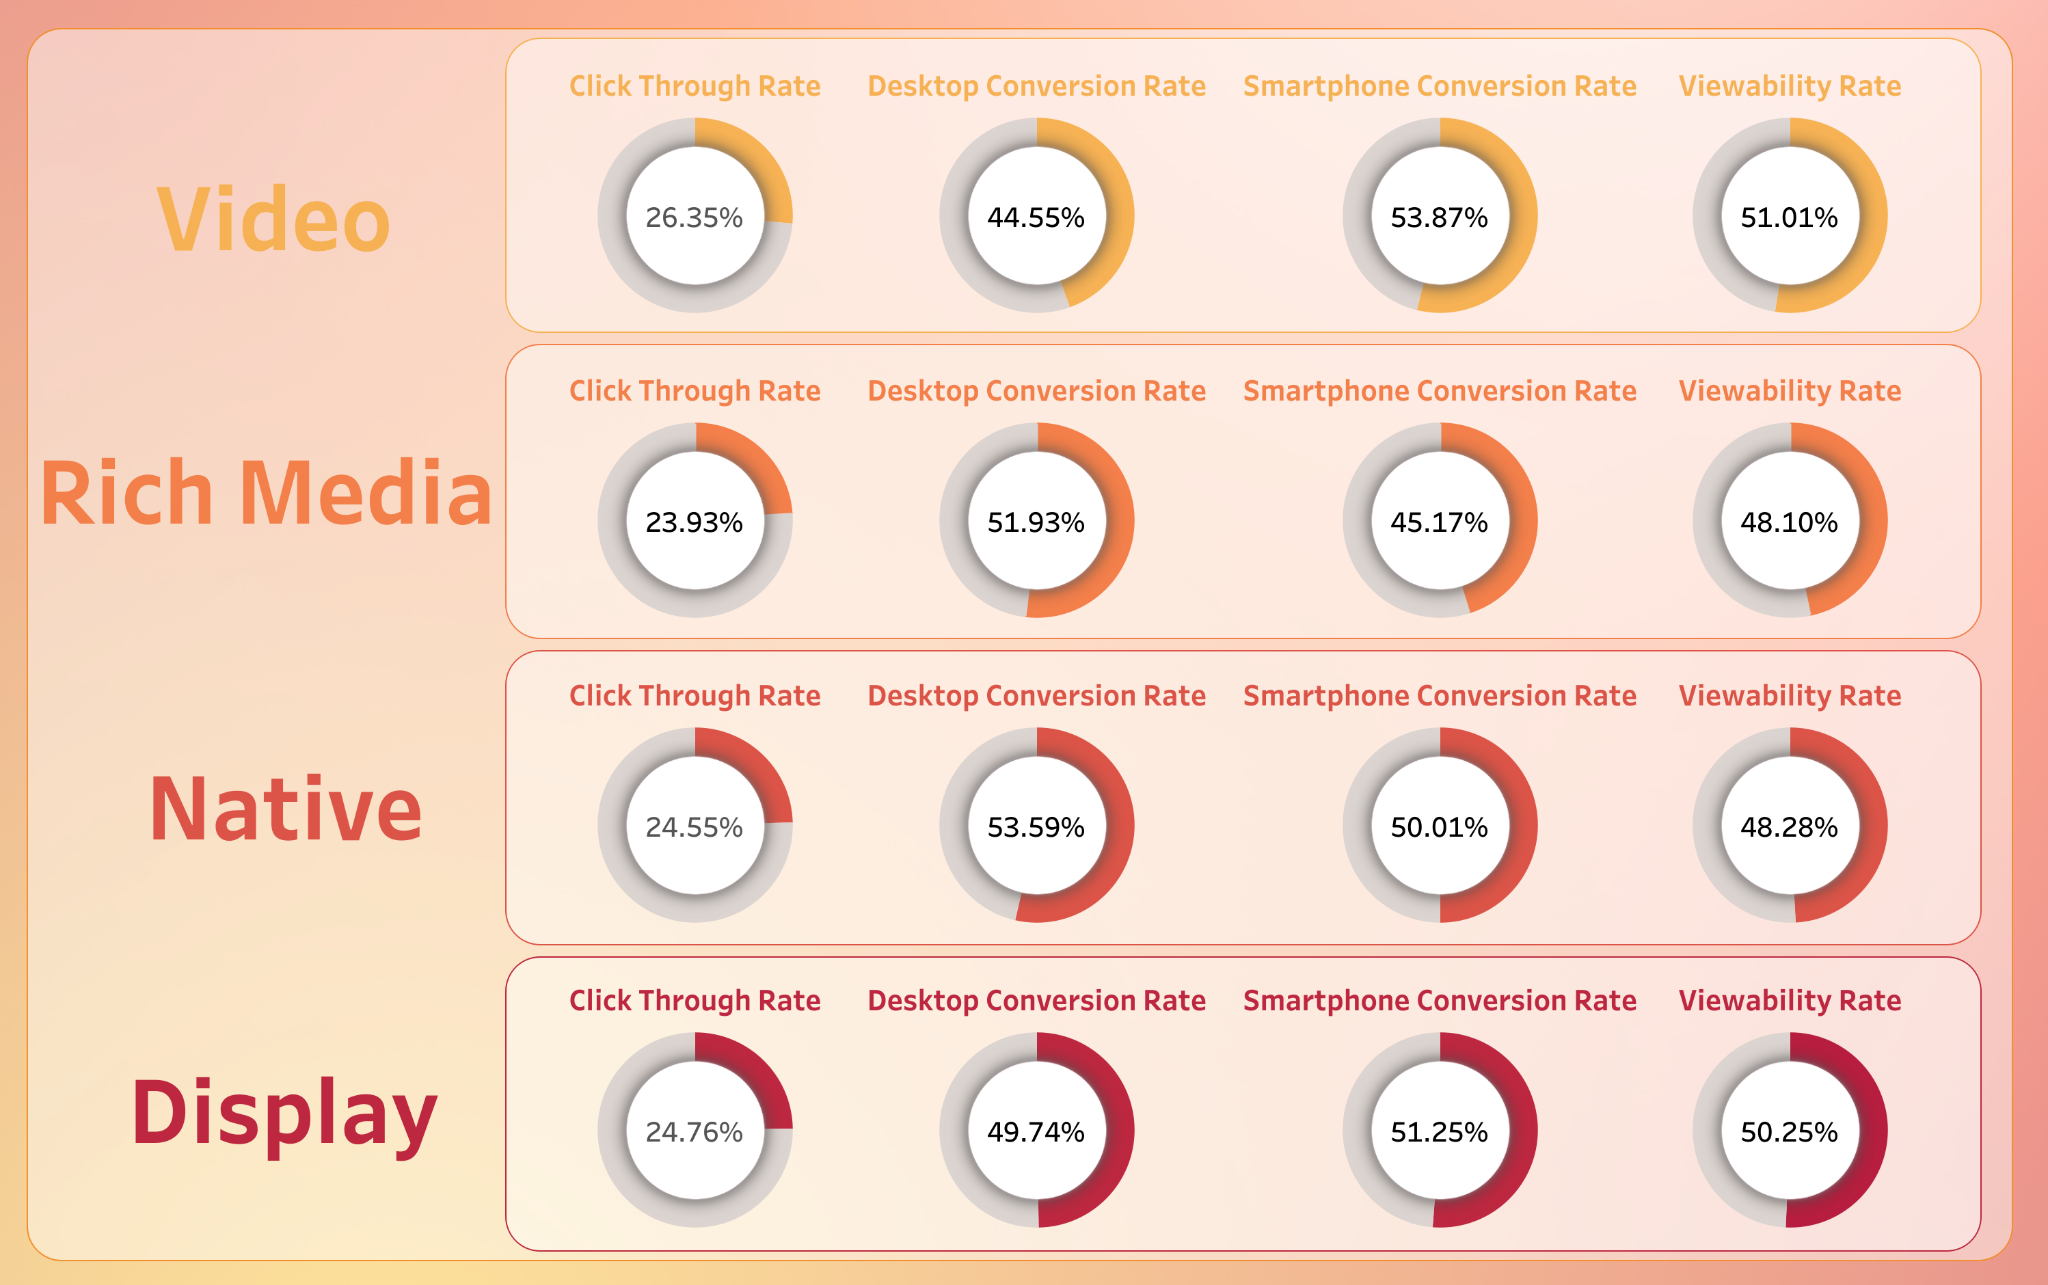 Video
Click Through Rate Desktop Conversion Rate Smartphone Conversion Rate Viewability Rate
26.35% 44.55% 53.87% 51.01%
Rich Media
Click Through Rate Desktop Conversion Rate Smartphone Conversion Rate Viewability Rate
23.93% 51.93% 45.17% 48.10%
Native
Click Through Rate Desktop Conversion Rate Smartphone Conversion Rate Viewability Rate
24.55% 53.59% 50.01% 48.28%
Display
Click Through Rate Desktop Conversion Rate Smartphone Conversion Rate Viewability Rate
24.76% 49.74% 51.25% 50.25%